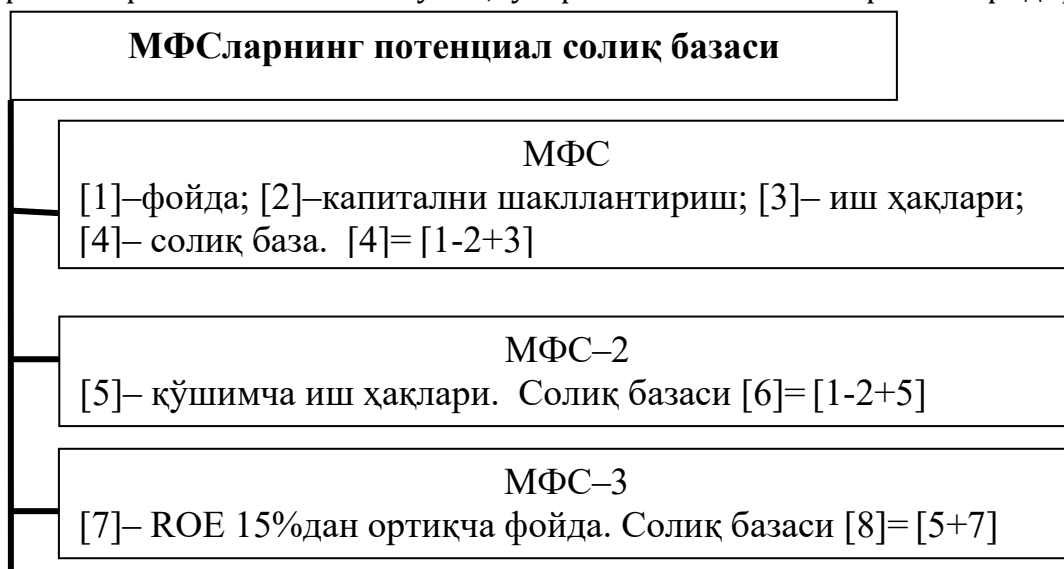 МФСларнинг потенциал солиқ базаси
МФС
[1]–фойда; [2]–капитални шакллантириш; [3]– иш ҳақлари;
[4]– солиқ база. [4]= [1-2+3]
МФС–2
[5]– қўшимча иш ҳақлари. Солиқ базаси [6]= [1-2+5]
МФС–3
[7]– ROE 15%дан ортиқча фойда. Солиқ базаси [8]= [5+7]